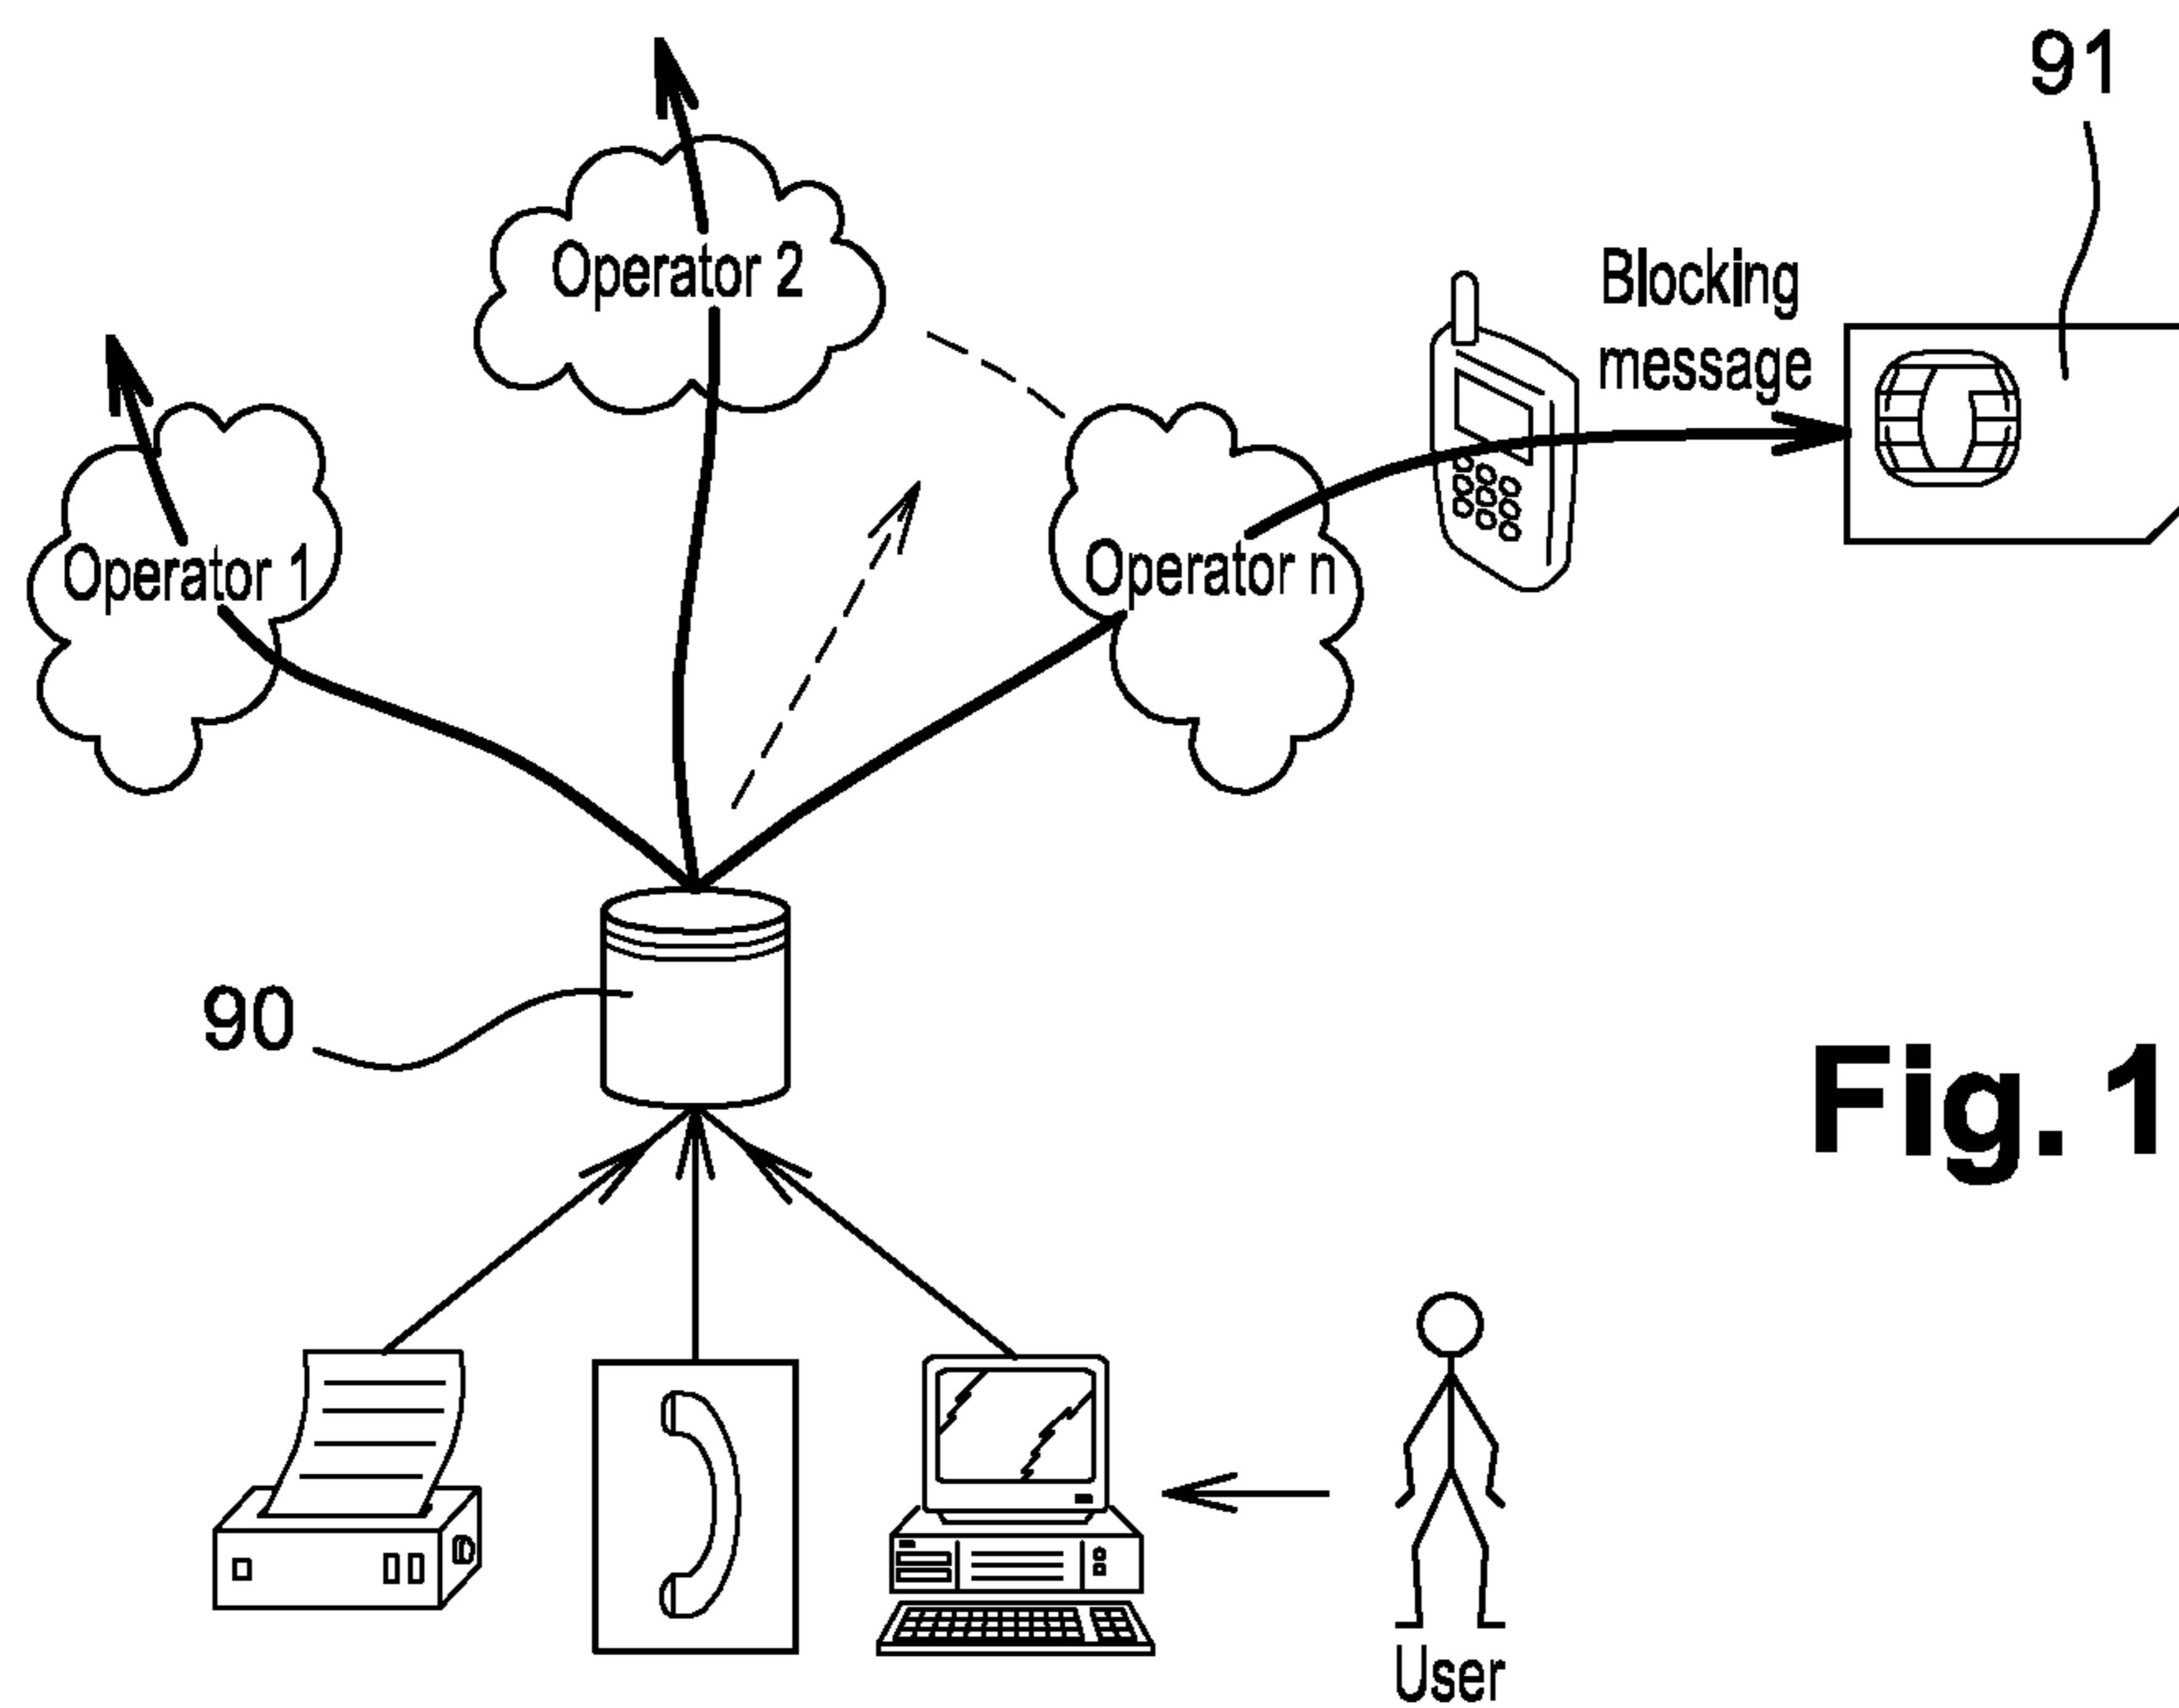 91
Operator 2
Blocking
message
Operator 1
Operator n
90
Fig. 1
User